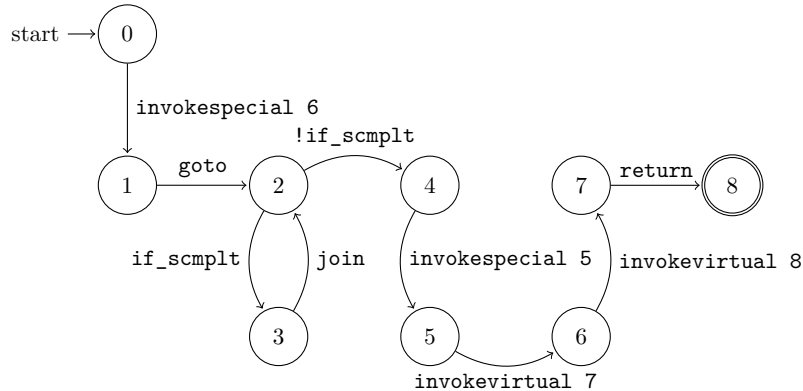 start
0
invokespecial 6
!if_scmplt
1
goto
2
4
7
return
8
if_scmplt
join
invokespecial 5
invokevirtual 8
3
5
6
invokevirtual 7